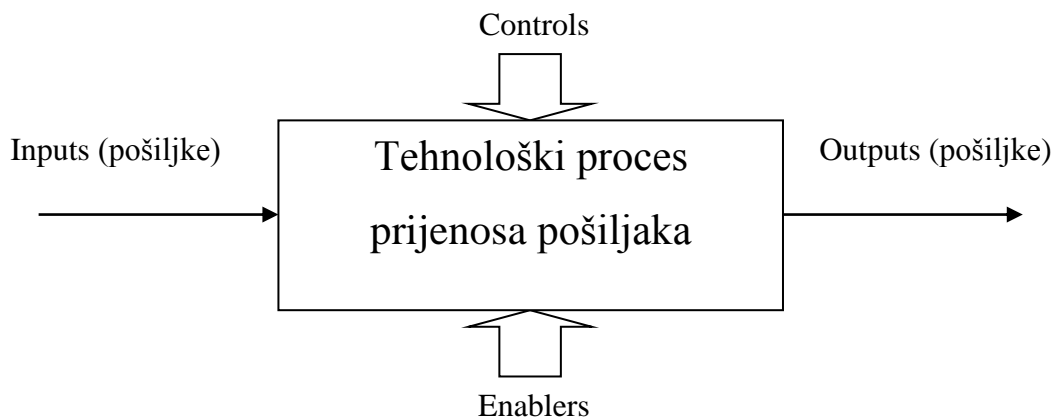 Controls
Inputs (pošiljke)
Tehnološki proces
prijenosa pošiljaka
Outputs (pošiljke)
Enablers